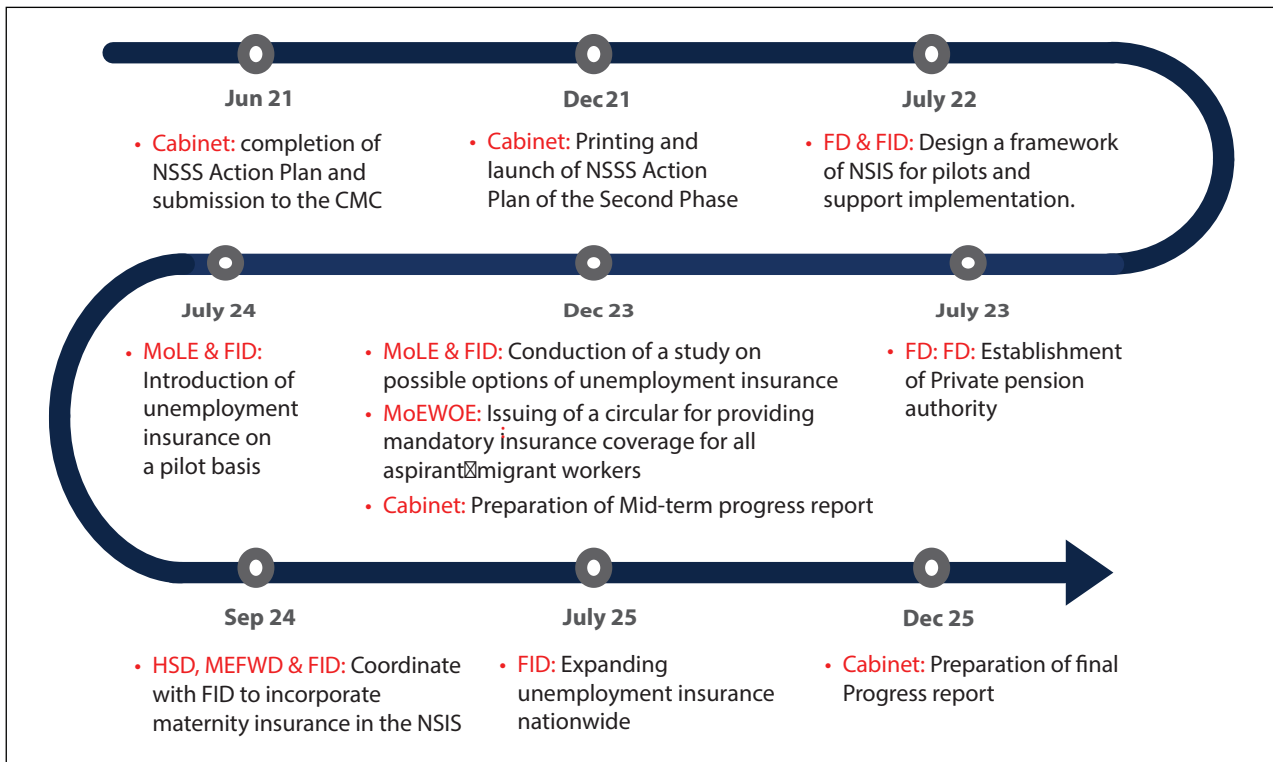 Jun 21
• Cabinet: completion of
NSSS Action Plan and
submission to the CMC
Dec 21
• Cabinet: Printing and
launch of NSSS Action
Plan of the Second Phase
July 22
• FD & FID: Design a framework
of NSIS for pilots and
support implementation.
July 23
• FD: FD: Establishment
of Private pension
authority
Dec 23
• MoLE & FID: Conduction of a study on
possible options of unemployment insurance
• MoEWOE: Issuing of a circular for providing
mandatory insurance coverage for all
aspirant☒migrant workers
• Cabinet: Preparation of Mid-term progress report
July 24
• MoLE & FID:
Introduction of
unemployment
insurance on
a pilot basis
Sep 24
• HSD, MEFWD & FID: Coordinate
with FID to incorporate
maternity insurance in the NSIS
July 25
• FID: Expanding
unemployment insurance
nationwide
Dec 25
• Cabinet: Preparation of final
Progress report